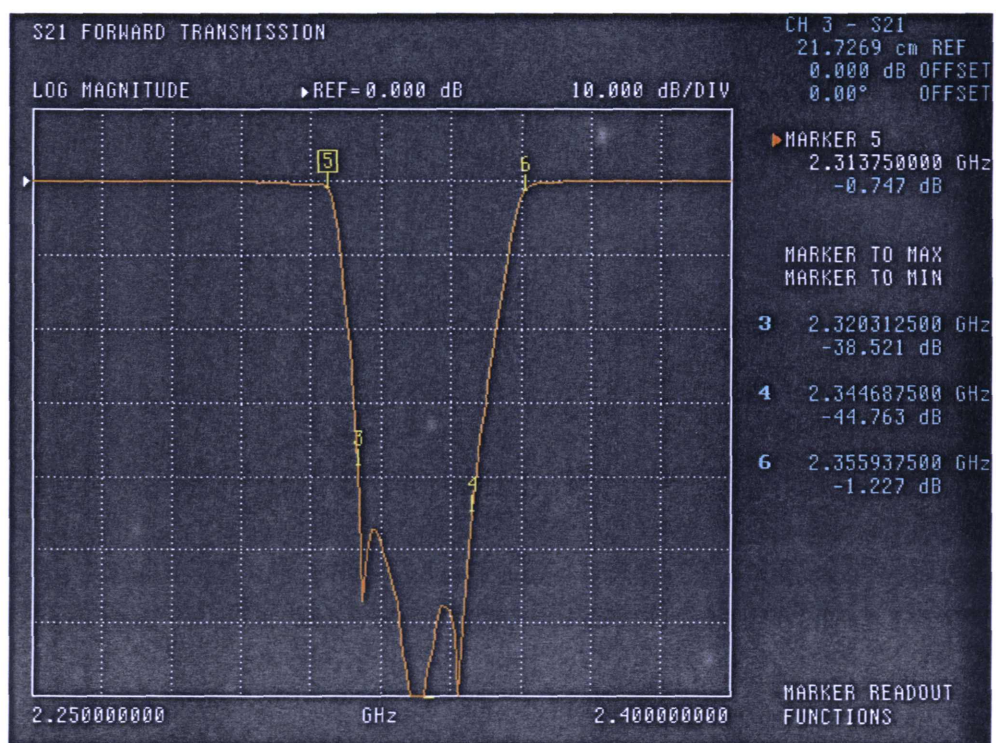 S21 FORWARD TRANSMISSION
LOG MAGNITUDE ▶REF=0.000 dB 10.000 dB/DIV
CH 3 - S21
21.7269 cm REF
0.000 dB OFFSET
0.00° OFFSET
▶MARKER 5
2.313750000 GHz
-0.747 dB
MARKER TO MAX
MARKER TO MIN
3 2.320312500 GHz
-38.521 dB
4 2.344687500 GHz
-44.763 dB
6 2.355937500 GHz
-1.227 dB
MARKER READOUT
FUNCTIONS
5
6
3
4
2.250000000 GHz 2.400000000